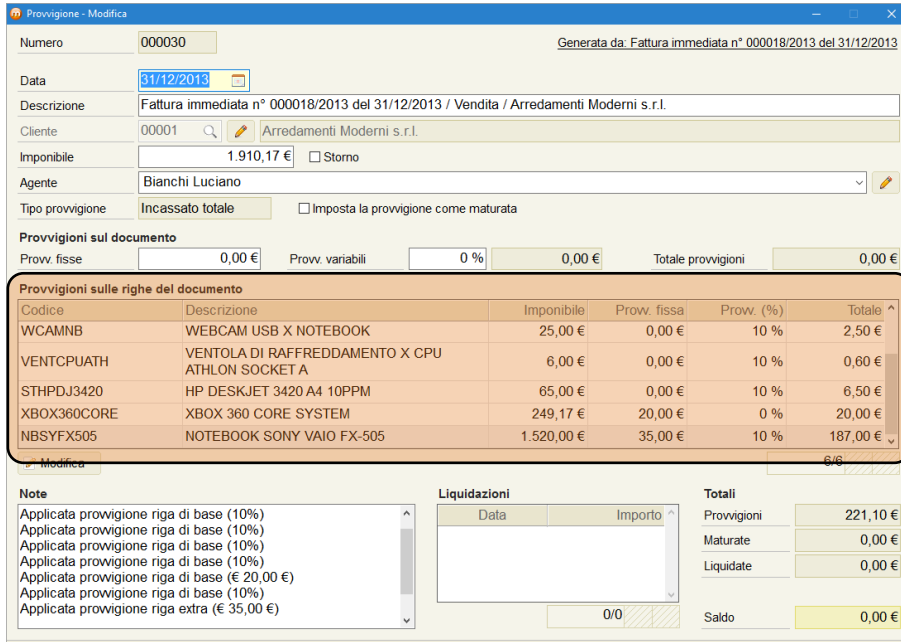 Provvigione - Modifica
Numero 000030 Generata da: Fattura immediata n° 000018/2013 del 31/12/2013
Data 31/12/2013
Descrizione Fattura immediata n° 000018/2013 del 31/12/2013 / Vendita / Arredamenti Moderni s.r.l.
Cliente 00001 Arredamenti Moderni s.r.l.
Imponibile 1.910,17 € Storno
Agente Bianchi Luciano
Tipo provvigione Incassato totale Imposta la provvigione come maturata
Provvigioni sul documento
Provv. fisse 0,00 € Provv. variabili 0 % 0,00 € Totale provvigioni 0,00 €
Provvigioni sulle righe del documento
Codice Descrizione Imponibile Provv. fissa Provv. (%) Totale
WCAMNB WEBCAM USB X NOTEBOOK 25,00 € 0,00 € 10 % 2,50 €
VENTCPUATH VENTOLA DI RAFFREDDAMENTO X CPU
ATHLON SOCKET A 6,00 € 0,00 € 10 % 0,60 €
STHPDJ3420 HP DESKJET 3420 A4 10PPM 65,00 € 0,00 € 10 % 6,50 €
XBOX360CORE XBOX 360 CORE SYSTEM 249,17 € 20,00 € 0 % 20,00 €
NBSYFX505 NOTEBOOK SONY VAIO FX-505 1.520,00 € 35,00 € 10 % 187,00 €
Modifica 6/6
Note
Applicata provvigione riga di base (10%)
Applicata provvigione riga di base (10%)
Applicata provvigione riga di base (10%)
Applicata provvigione riga di base (10%)
Applicata provvigione riga di base (€ 20,00 €)
Applicata provvigione riga di base (10%)
Applicata provvigione riga extra (€ 35,00 €)
Liquidazioni
Data Importo
0/0
Totali
Provvigioni 221,10 €
Maturate 0,00 €
Liquidate 0,00 €
Saldo 0,00 €